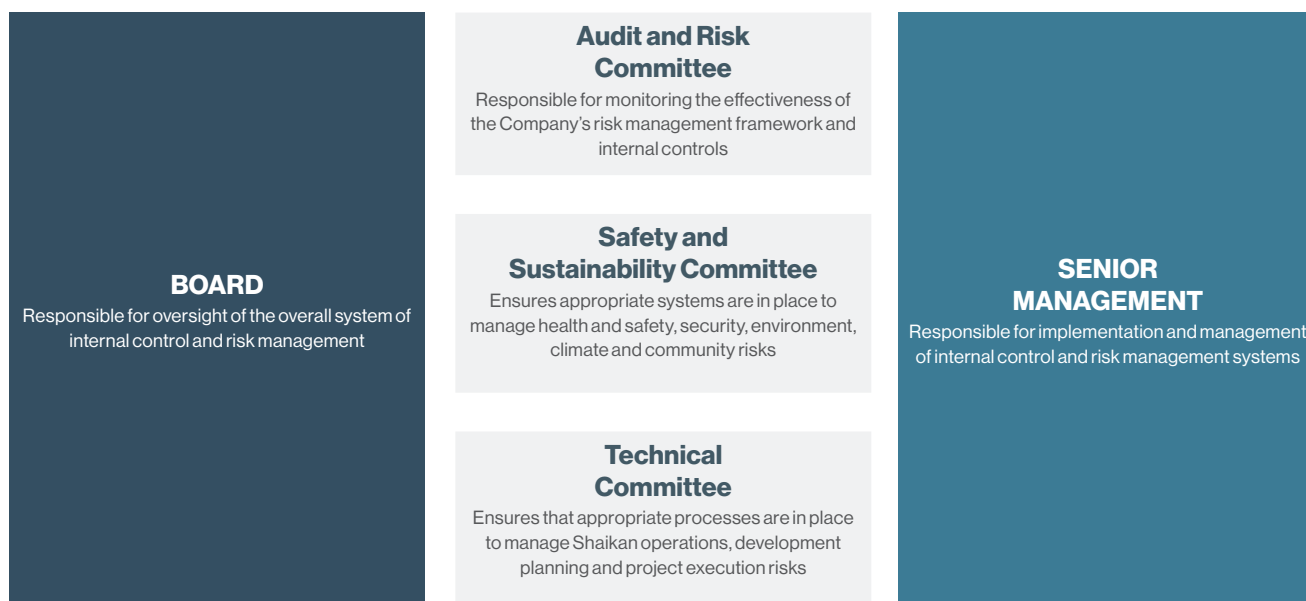 BOARD
Responsible for oversight of the overall system of
internal control and risk management
Audit and Risk
Committee
Responsible for monitoring the effectiveness of
the Company's risk management framework and
internal controls
Safety and
Sustainability Committee
Ensures appropriate systems are in place to
manage health and safety, security, environment,
climate and community risks
Technical
Committee
Ensures that appropriate processes are in place
to manage Shaikan operations, development
planning and project execution risks
SENIOR
MANAGEMENT
Responsible for implementation and management
of internal control and risk management systems